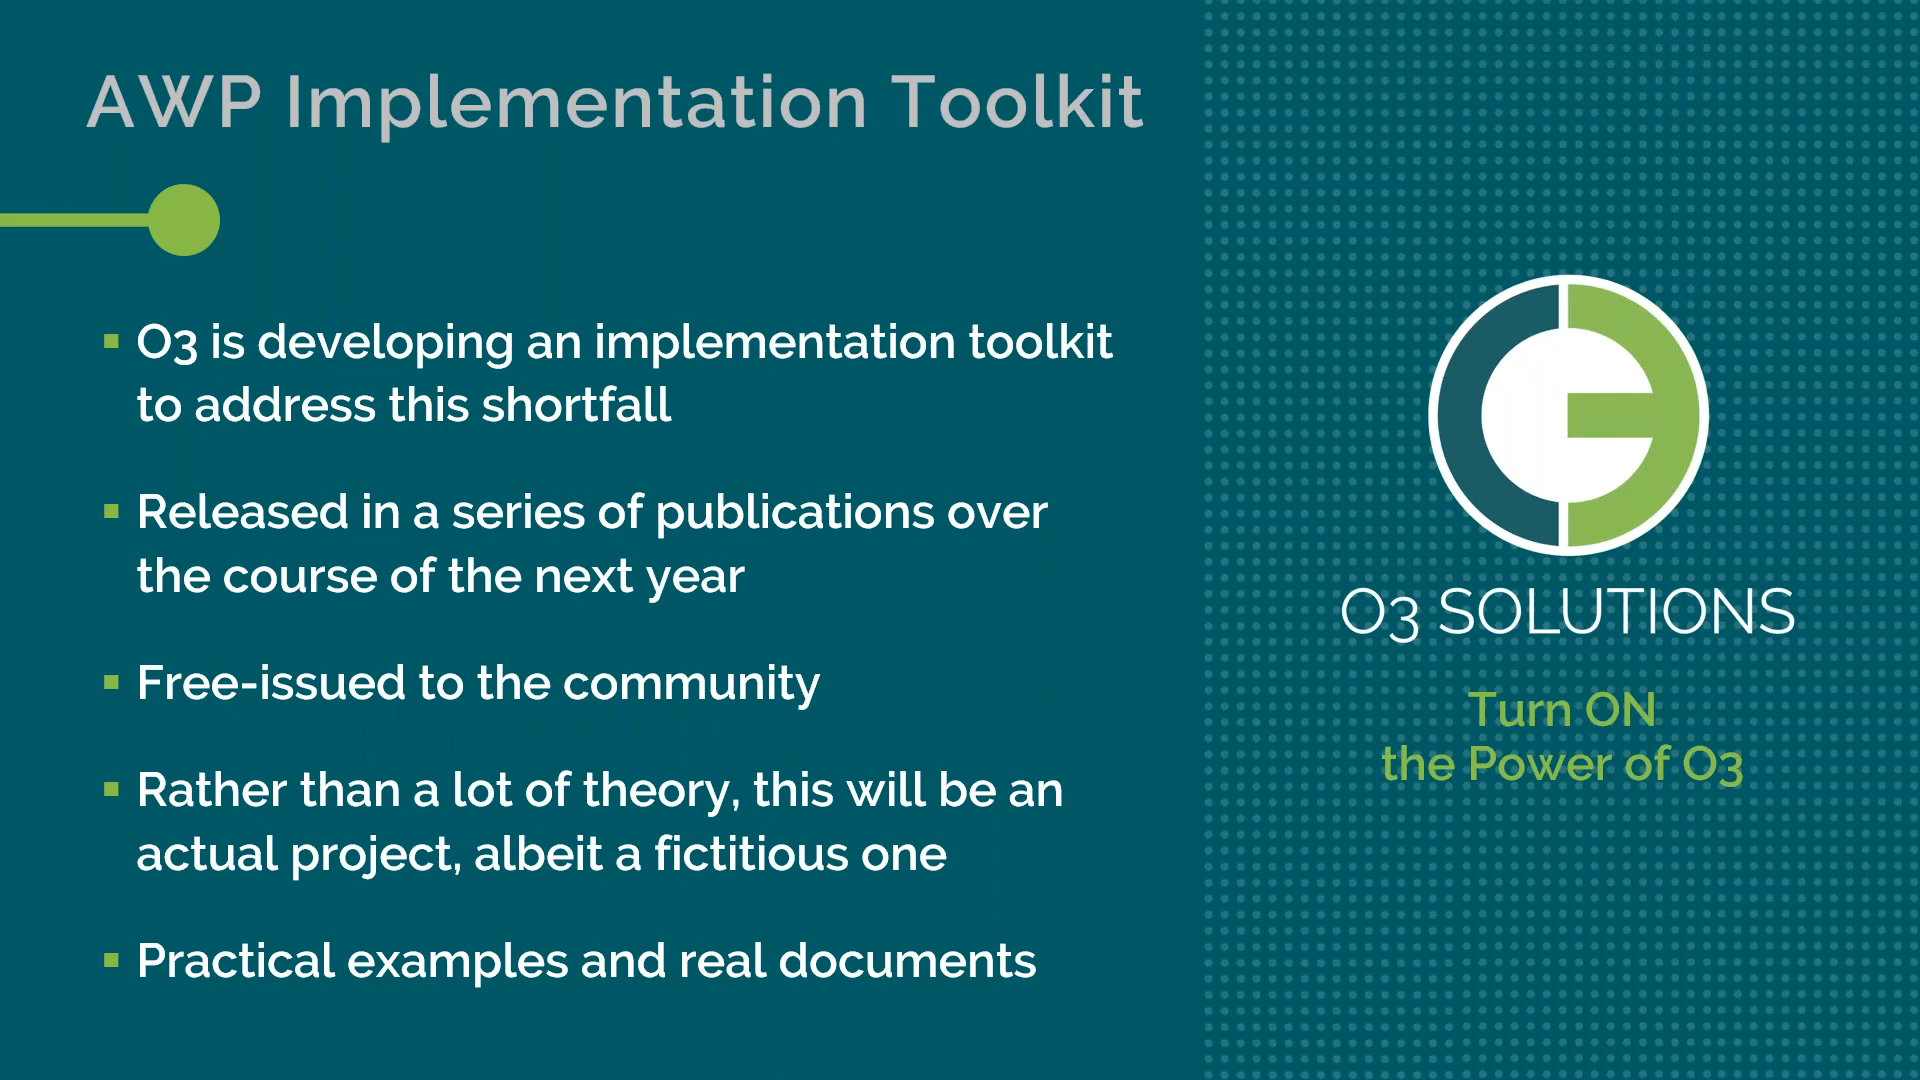 AWP Implementation Toolkit
▪ O3 is developing an implementation toolkit
to address this shortfall
▪ Released in a series of publications over
the course of the next year
▪ Free-issued to the community
▪ Rather than a lot of theory, this will be an
actual project, albeit a fictitious one
▪ Practical examples and real documents
O3 SOLUTIONS
Turn ON
the Power of O3